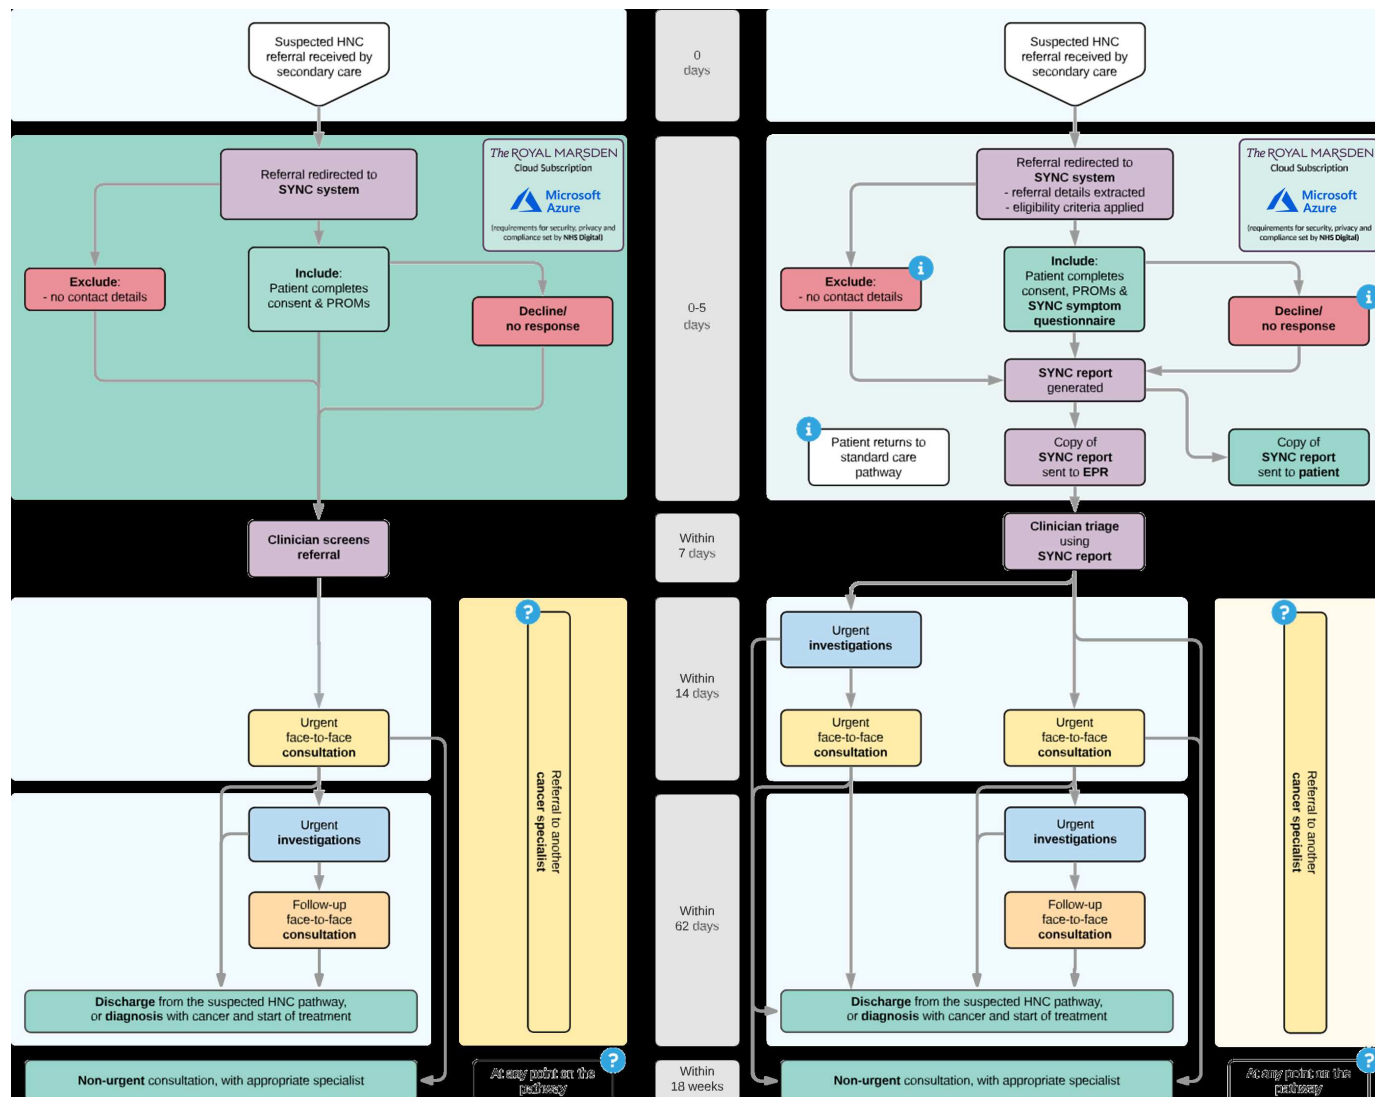 Suspected HNC
referral received by
secondary care
Referral redirected to
SYNC system
The ROYAL MARSDEN
Cloud Subscription
Microsoft
Azure
(requirements for security, privacy and
compliance set by NHS Digital)
Exclude:
- no contact details
Include:
Patient completes
consent & PROMs
Decline/
no response
Clinician screens
referral
Urgent
face-to-face
consultation
Urgent
investigations
Follow-up
face-to-face
consultation
Discharge from the suspected HNC pathway,
or diagnosis with cancer and start of treatment
Non-urgent consultation, with appropriate specialist
?
Referral to another
cancer specialist
?
At any point on the
pathway
0
days
0-5
days
Within
7 days
Within
14 days
Within
62 days
Within
18 weeks
Suspected HNC
referral received by
secondary care
Referral redirected to
SYNC system
- referral details extracted
- eligibility criteria applied
The ROYAL MARSDEN
Cloud Subscription
Microsoft
Azure
(requirements for security, privacy and
compliance set by NHS Digital)
i
Exclude:
- no contact details
Include:
Patient completes
consent, PROMs &
SYNC symptom
questionnaire
i
Decline/
no response
SYNC report
generated
i
Patient returns to
standard care
pathway
Copy of
SYNC report
sent to EPR
Copy of
SYNC report
sent to patient
Clinician triage
using
SYNC report
Urgent
investigations
Urgent
face-to-face
consultation
Urgent
face-to-face
consultation
Urgent
investigations
Follow-up
face-to-face
consultation
Discharge from the suspected HNC pathway,
or diagnosis with cancer and start of treatment
Non-urgent consultation, with appropriate specialist
?
Referral to another
cancer specialist
?
At any point on the
pathway